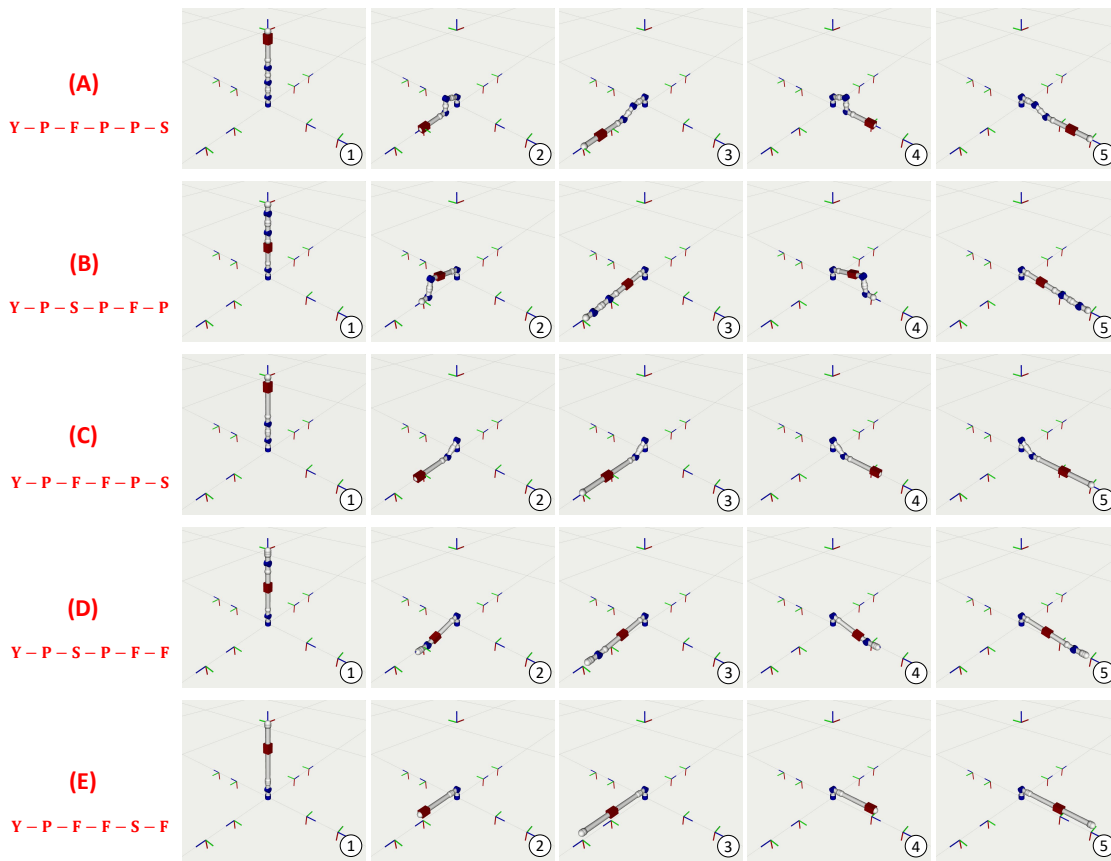 (A)
Y – P – F – P – P – S
1 2 3 4 5
(B)
Y – P – S – P – F – P
1 2 3 4 5
(C)
Y – P – F – F – P – S
1 2 3 4 5
(D)
Y – P – S – P – F – F
1 2 3 4 5
(E)
Y – P – F – F – S – F
1 2 3 4 5